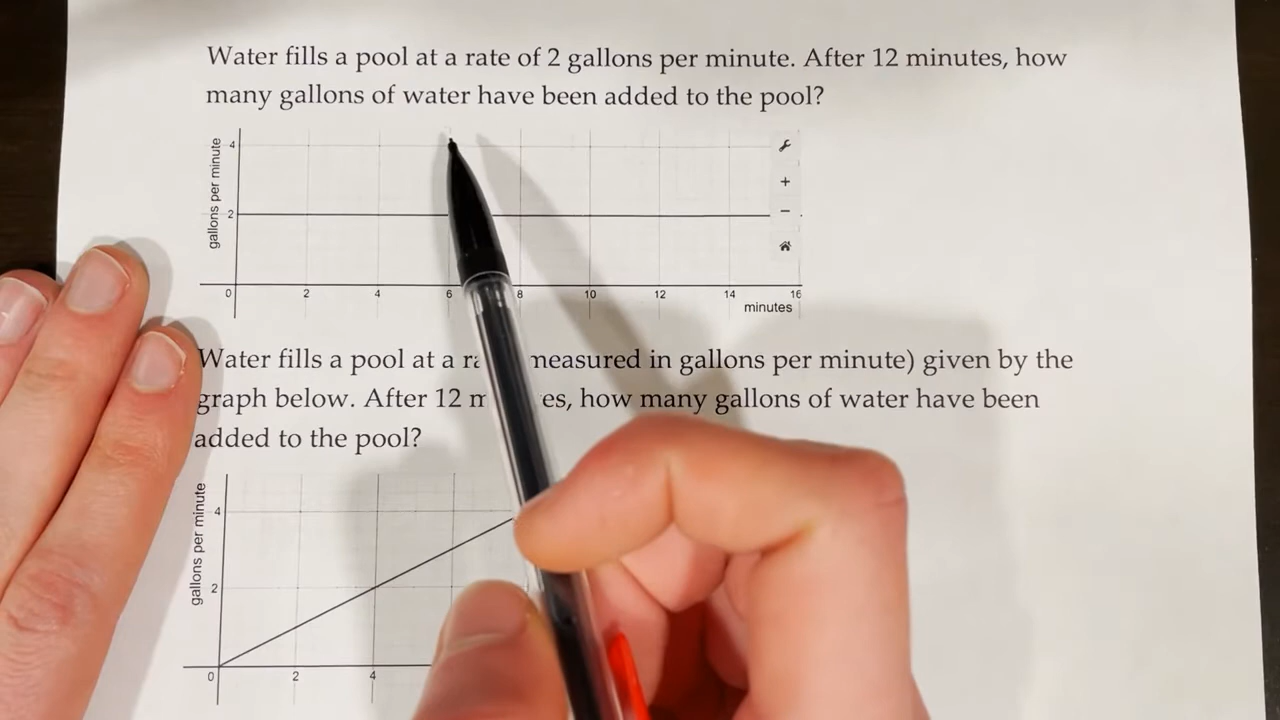 Water fills a pool at a rate of 2 gallons per minute. After 12 minutes, how
many gallons of water have been added to the pool?
gallons per minute
4
2
0 2 4 6 8 10 12 14 16
minutes
Water fills a pool at a measured in gallons per minute) given by the
graph below. After 12 how many gallons of water have been
added to the pool?
gallons per minute
4
2
0 2 4